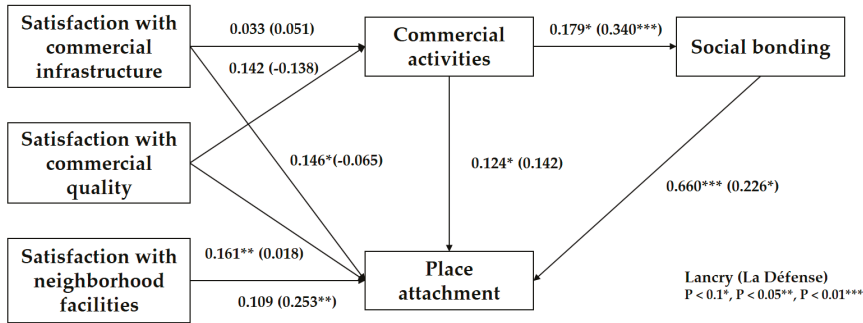 Satisfaction with
commercial
infrastructure
0.033 (0.051)
Commercial
activities
0.179* (0.340***)
Social bonding
0.142 (-0.138)
Satisfaction with
commercial
quality
0.146*(-0.065)
0.124* (0.142)
0.660*** (0.226*)
Satisfaction with
neighborhood
facilities
0.161** (0.018)
0.109 (0.253**)
Place
attachment
Lancry (La Défense)
P < 0.1*, P < 0.05**, P < 0.01***